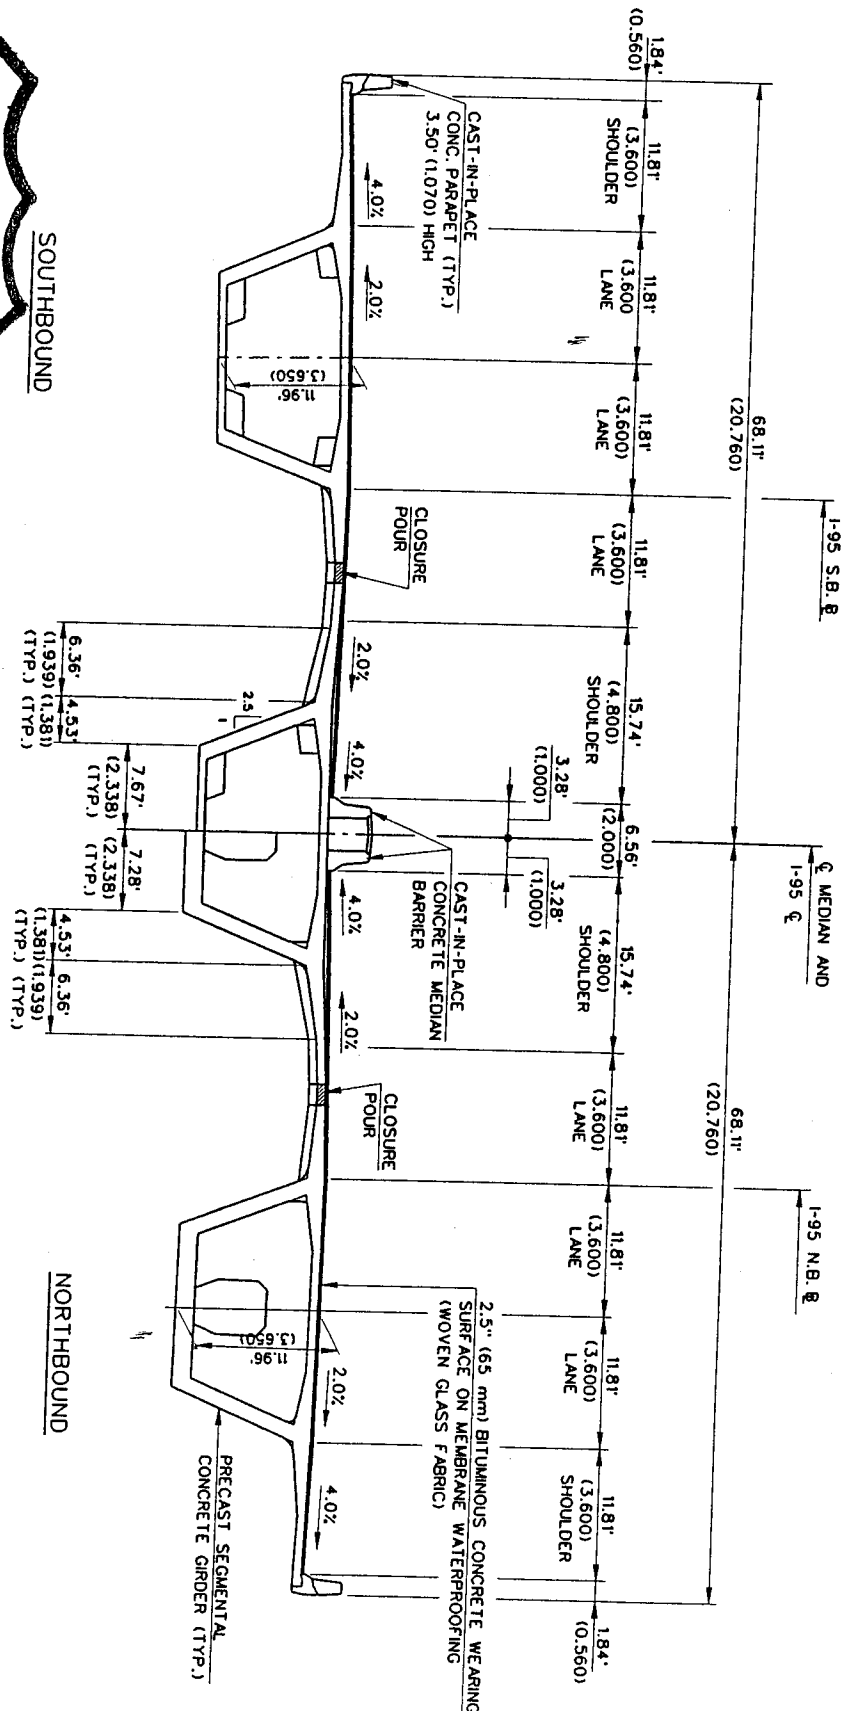 I-95 S.B. ℄
℄ MEDIAN AND
I-95 ℄
I-95 N.B. ℄
68.11'
(20.760)
68.11'
(20.760)
1.84'
(0.560)
11.81'
(3.600)
SHOULDER
11.81'
(3.600
LANE
11.81'
(3.600)
LANE
11.81'
(3.600)
LANE
15.74'
(4.800)
SHOULDER
6.56'
(2.000)
15.74'
(4.800)
SHOULDER
11.81'
(3.600)
LANE
11.81'
(3.600)
LANE
11.81'
(3.600)
LANE
11.81'
(3.600)
SHOULDER
1.84'
(0.560)
3.28'
(1.000)
3.28'
(1.000)
CAST-IN-PLACE
CONC. PARAPET (TYP.)
3.50' (1.070) HIGH
CLOSURE
POUR
CAST-IN-PLACE
CONCRETE MEDIAN
BARRIER
CLOSURE
POUR
2.5" (65 mm) BITUMINOUS CONCRETE WEARING
SURFACE ON MEMBRANE WATERPROOFING
(WOVEN GLASS FABRIC)
4.0%
2.0%
2.0%
4.0%
4.0%
2.0%
2.0%
4.0%
11.96'
(3.650)
2.5
1
11.96'
(3.650)
6.36'
(1.939)
(TYP.)
4.53'
(1.381)
(TYP.)
7.67'
(2.338)
(TYP.)
7.28'
(2.338)
(TYP.)
4.53'
(1.381)
(TYP.)
6.36'
(1.939)
(TYP.)
PRECAST SEGMENTAL
CONCRETE GIRDER (TYP.)
SOUTHBOUND
NORTHBOUND